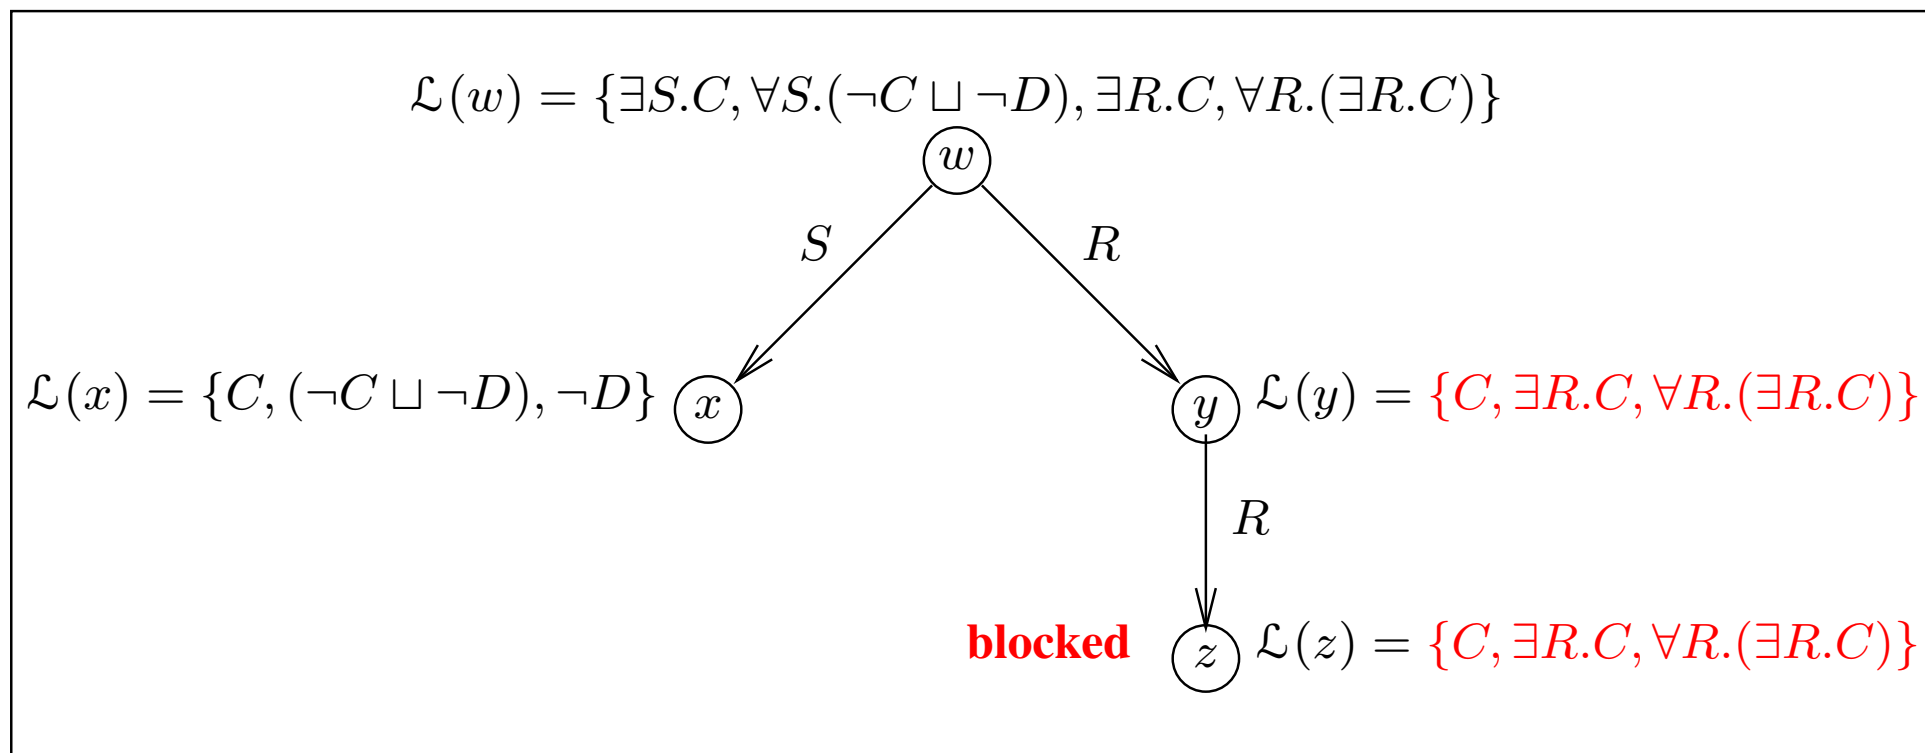 ℒ(w) = {∃S.C, ∀S.(¬C ⊔ ¬D), ∃R.C, ∀R.(∃R.C)}
w
S R
ℒ(x) = {C, (¬C ⊔ ¬D), ¬D} x y ℒ(y) = {C, ∃R.C, ∀R.(∃R.C)}
R
blocked z ℒ(z) = {C, ∃R.C, ∀R.(∃R.C)}